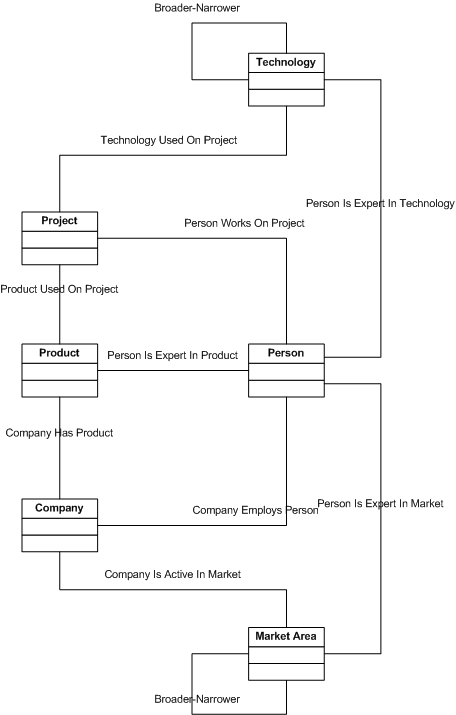 Broader-Narrower
Technology
Technology Used On Project
Person Is Expert In Technology
Project
Person Works On Project
Product Used On Project
Product
Person Is Expert In Product
Person
Company Has Product
Company
Company Employs Person
Person Is Expert In Market
Company Is Active In Market
Market Area
Broader-Narrower